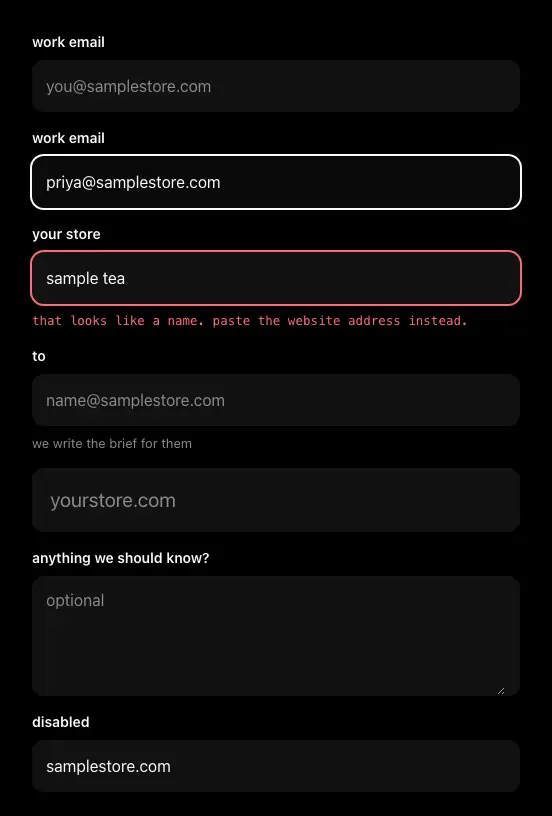 work email
you@samplestore.com
work email
priya@samplestore.com
your store
sample tea
that looks like a name. paste the website address instead.
to
name@samplestore.com
we write the brief for them
yourstore.com
anything we should know?
optional
disabled
samplestore.com